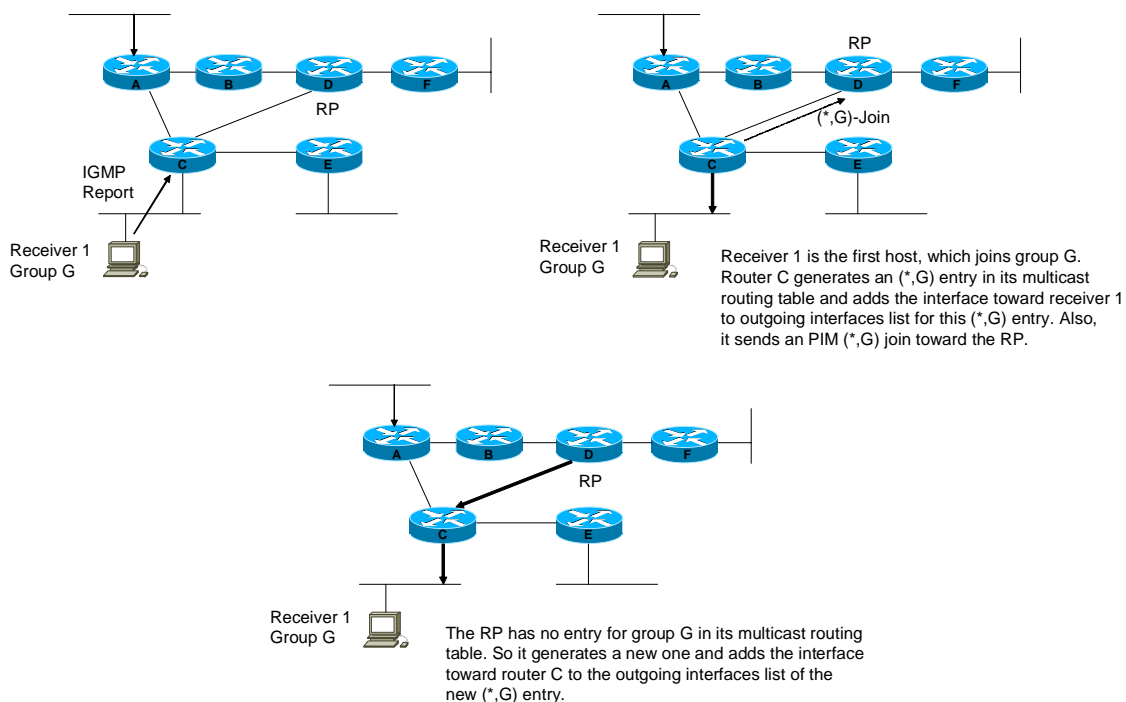 A
B
D
F
RP
C
E
IGMP
Report
Receiver 1
Group G
RP
A
B
D
F
(*,G)-Join
C
E
Receiver 1
Group G
Receiver 1 is the first host, which joins group G.
Router C generates an (*,G) entry in its multicast
routing table and adds the interface toward receiver 1
to outgoing interfaces list for this (*,G) entry. Also,
it sends an PIM (*,G) join toward the RP.
A
B
D
F
RP
C
E
Receiver 1
Group G
The RP has no entry for group G in its multicast routing
table. So it generates a new one and adds the interface
toward router C to the outgoing interfaces list of the
new (*,G) entry.